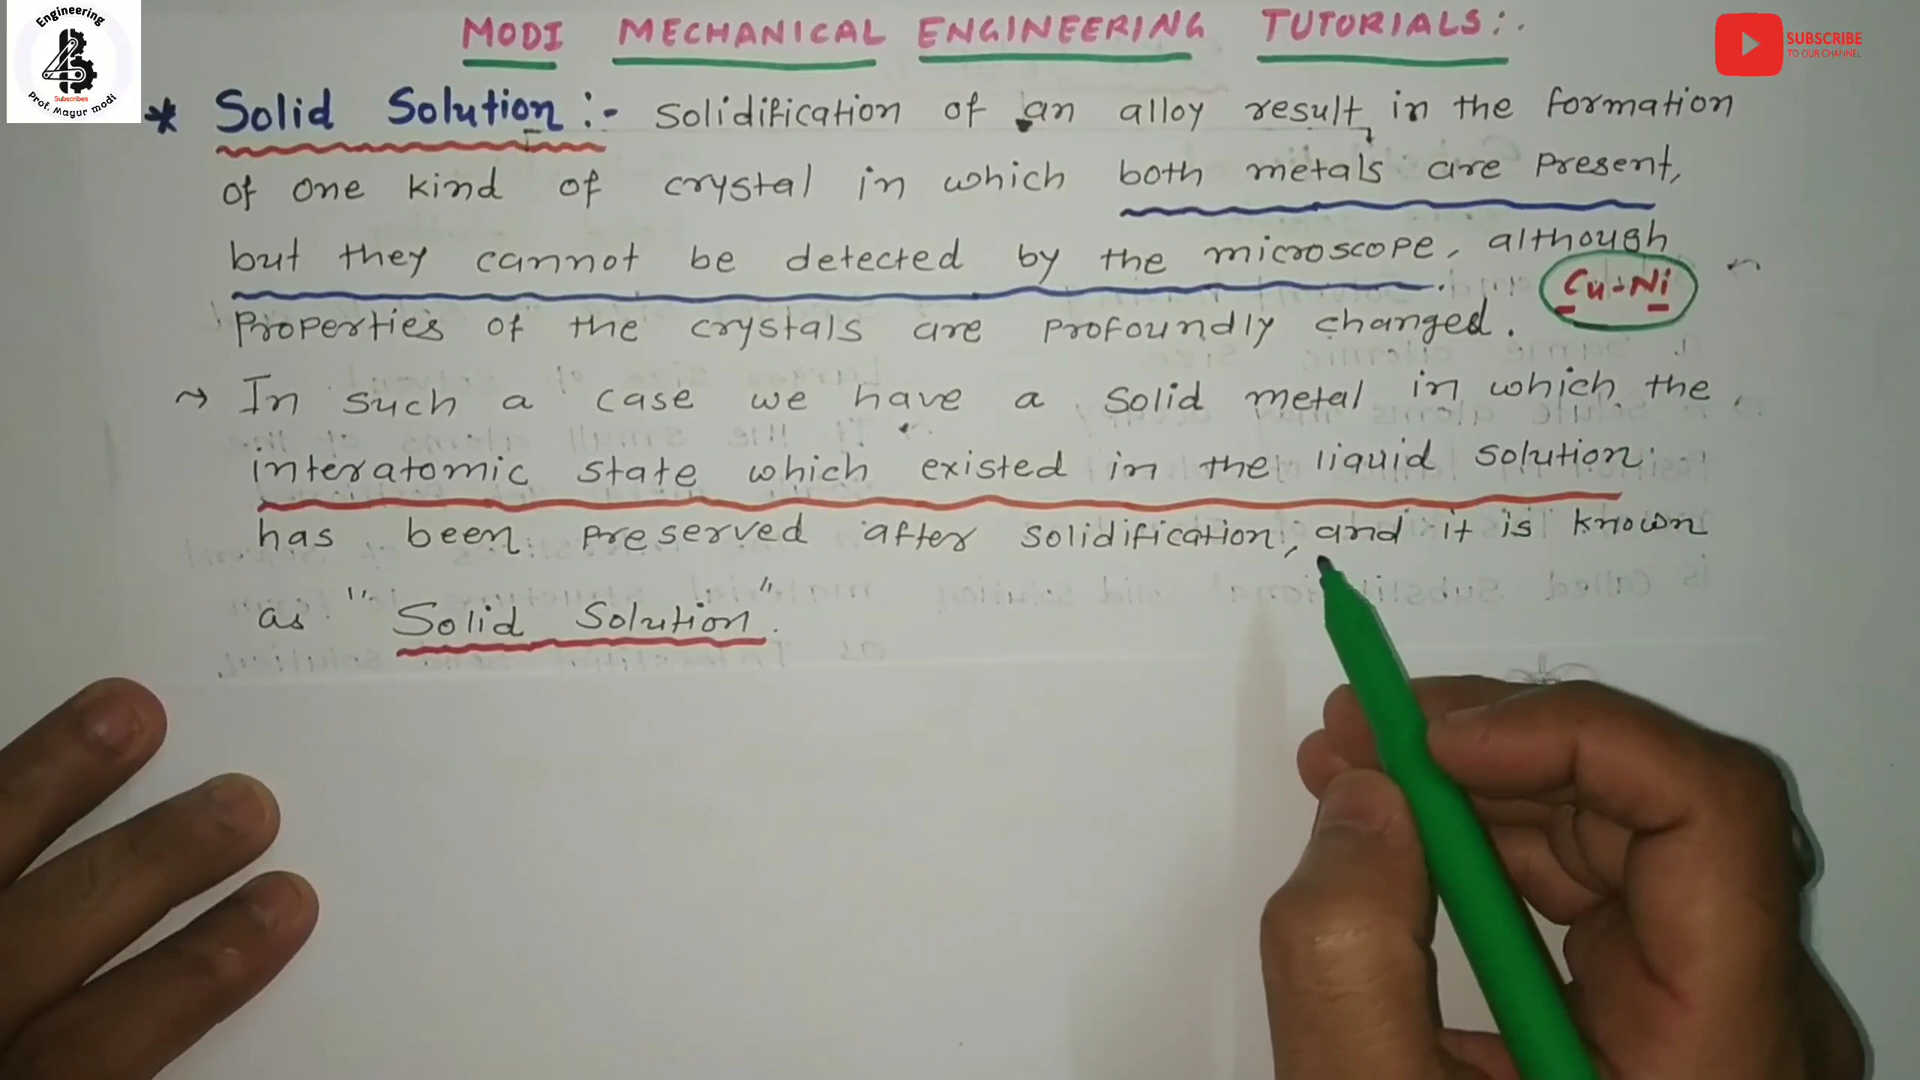 Engineering
Subscribes
Prof. Mayur modi
MODI MECHANICAL ENGINEERING TUTORIALS:.
SUBSCRIBE
TO OUR CHANNEL
* Solid Solution :- Solidification of an alloy result in the formation
of one kind of crystal in which both metals are present,
but they cannot be detected by the microscope, although
Cu-Ni
Properties of the crystals are profoundly changed.
~> In such a case we have a solid metal in which the
interatomic state which existed in the liquid solution
has been preserved after solidification, and it is known
as "Solid Solution".